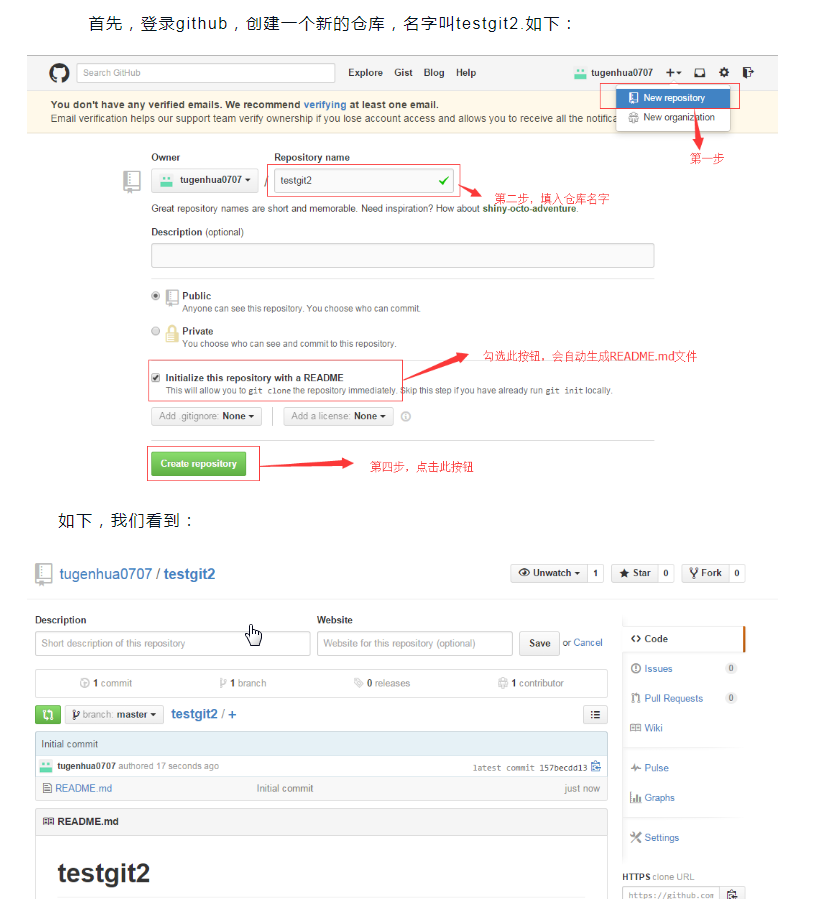 首先，登录github，创建一个新的仓库，名字叫testgit2.如下：
Search GitHub
Explore Gist Blog Help
tugenhua0707
You don't have any verified emails. We recommend verifying at least one email.
Email verification helps our support team verify ownership if you lose account access and allows you to receive all the notifica
New repository
New organization
第一步
Owner
Repository name
tugenhua0707 / testgit2
第二步，填入仓库名字
Great repository names are short and memorable. Need inspiration? How about shiny-octo-adventure.
Description (optional)
Public
Anyone can see this repository. You choose who can commit.
Private
You choose who can see and commit to this repository.
勾选此按钮，会自动生成README.md文件
Initialize this repository with a README
This will allow you to git clone the repository immediately. Skip this step if you have already run git init locally.
Add .gitignore: None
Add a license: None
Create repository
第四步，点击此按钮
如下，我们看到：
tugenhua0707 / testgit2
Unwatch 1 Star 0 Fork 0
Description
Website
Short description of this repository
Website for this repository (optional)
Save or Cancel
1 commit 1 branch 0 releases 1 contributor
branch: master testgit2 / +
Initial commit
tugenhua0707 authored 17 seconds ago
latest commit 157becdd13
README.md Initial commit just now
README.md
testgit2
Code
Issues 0
Pull Requests 0
Wiki
Pulse
Graphs
Settings
HTTPS clone URL
https://github.com